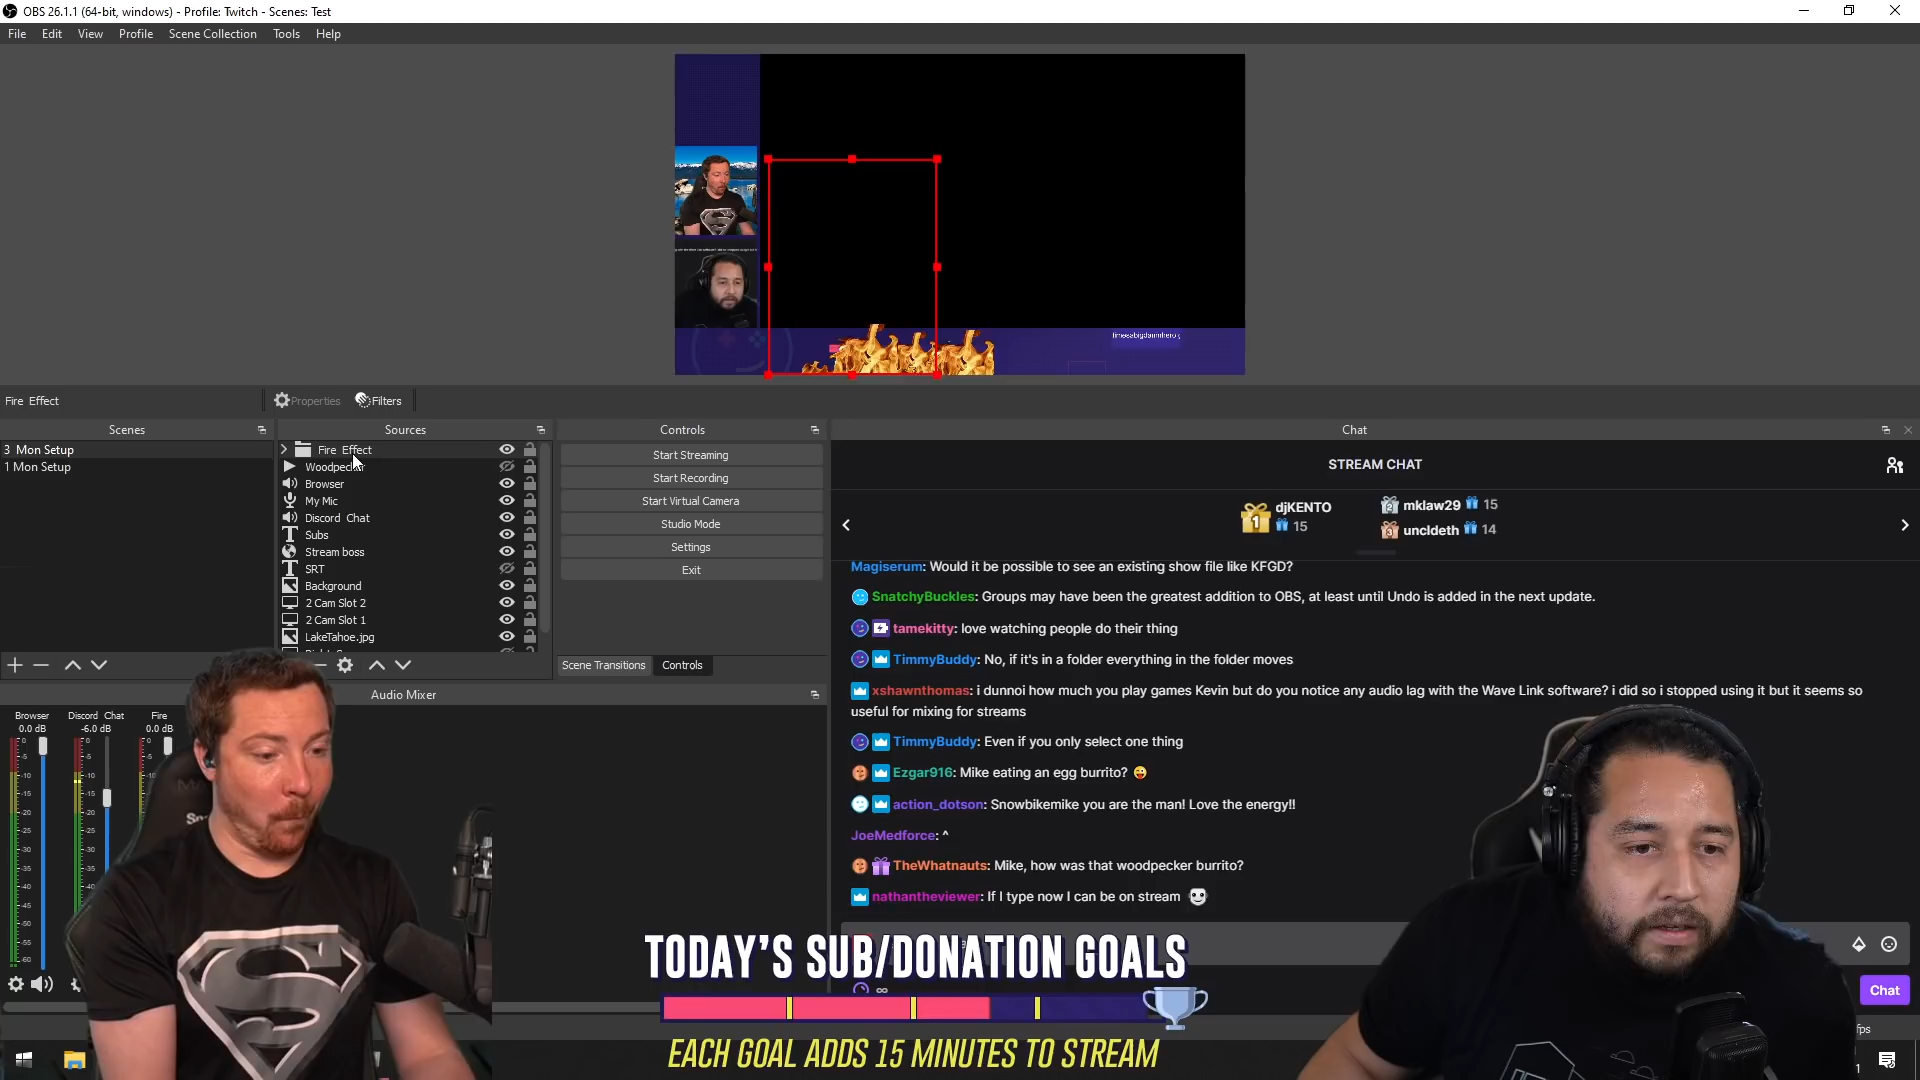 OBS 26.1.1 (64-bit, windows) - Profile: Twitch - Scenes: Test
File Edit View Profile Scene Collection Tools Help
timesabigdamnhero
Fire Effect
Properties
Filters
Scenes
Sources
Controls
Chat
3 Mon Setup
1 Mon Setup
Fire Effect
Woodpecker
Browser
My Mic
Discord Chat
Subs
Stream boss
SRT
Background
2 Cam Slot 2
2 Cam Slot 1
LakeTahoe.jpg
Start Streaming
Start Recording
Start Virtual Camera
Studio Mode
Settings
Exit
Scene Transitions
Controls
STREAM CHAT
1 djKENTO 15
2 mklaw29 15
3 uncldeth 14
Magiserum: Would it be possible to see an existing show file like KFGD?
SnatchyBuckles: Groups may have been the greatest addition to OBS, at least until Undo is added in the next update.
tamekitty: love watching people do their thing
TimmyBuddy: No, if it's in a folder everything in the folder moves
xshawnthomas: i dunnoi how much you play games Kevin but do you notice any audio lag with the Wave Link software? i did so i stopped using it but it seems so
useful for mixing for streams
TimmyBuddy: Even if you only select one thing
Ezgar916: Mike eating an egg burrito? 😜
action_dotson: Snowbikemike you are the man! Love the energy!!
JoeMedforce: ^
TheWhatnauts: Mike, how was that woodpecker burrito?
nathantheviewer: If I type now I can be on stream
Chat
Audio Mixer
Browser
0.0 dB
Discord Chat
-6.0 dB
Fire
0.0 dB
TODAY'S SUB/DONATION GOALS
EACH GOAL ADDS 15 MINUTES TO STREAM
fps